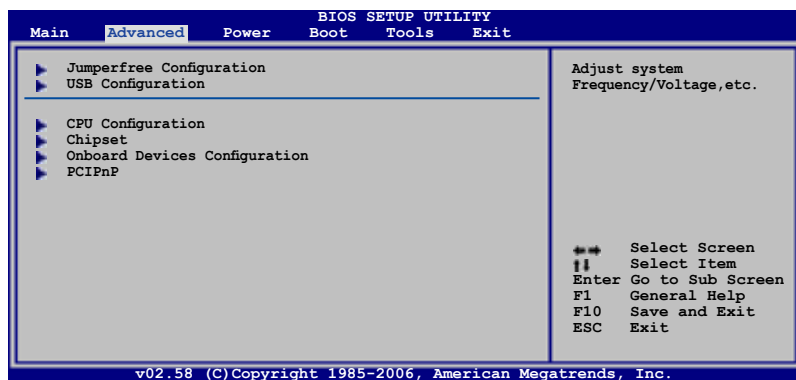 BIOS SETUP UTILITY
Main Advanced Power Boot Tools Exit
Jumperfree Configuration
USB Configuration
CPU Configuration
Chipset
Onboard Devices Configuration
PCIPnP
Adjust system
Frequency/Voltage,etc.
Select Screen
Select Item
Enter Go to Sub Screen
F1 General Help
F10 Save and Exit
ESC Exit
v02.58 (C)Copyright 1985-2006, American Megatrends, Inc.